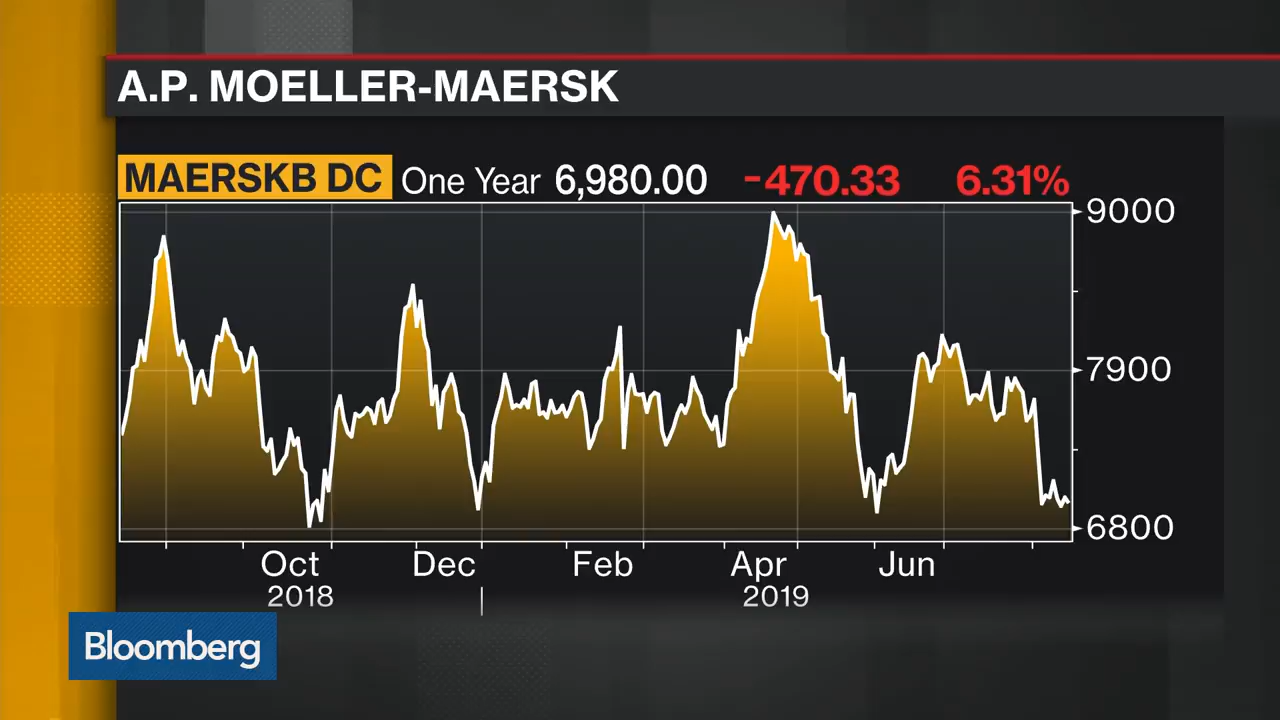 A.P. MOELLER-MAERSK
MAERSKB DC One Year 6,980.00 -470.33 6.31%
9000
7900
6800
Oct Dec Feb Apr Jun
2018 2019
Bloomberg